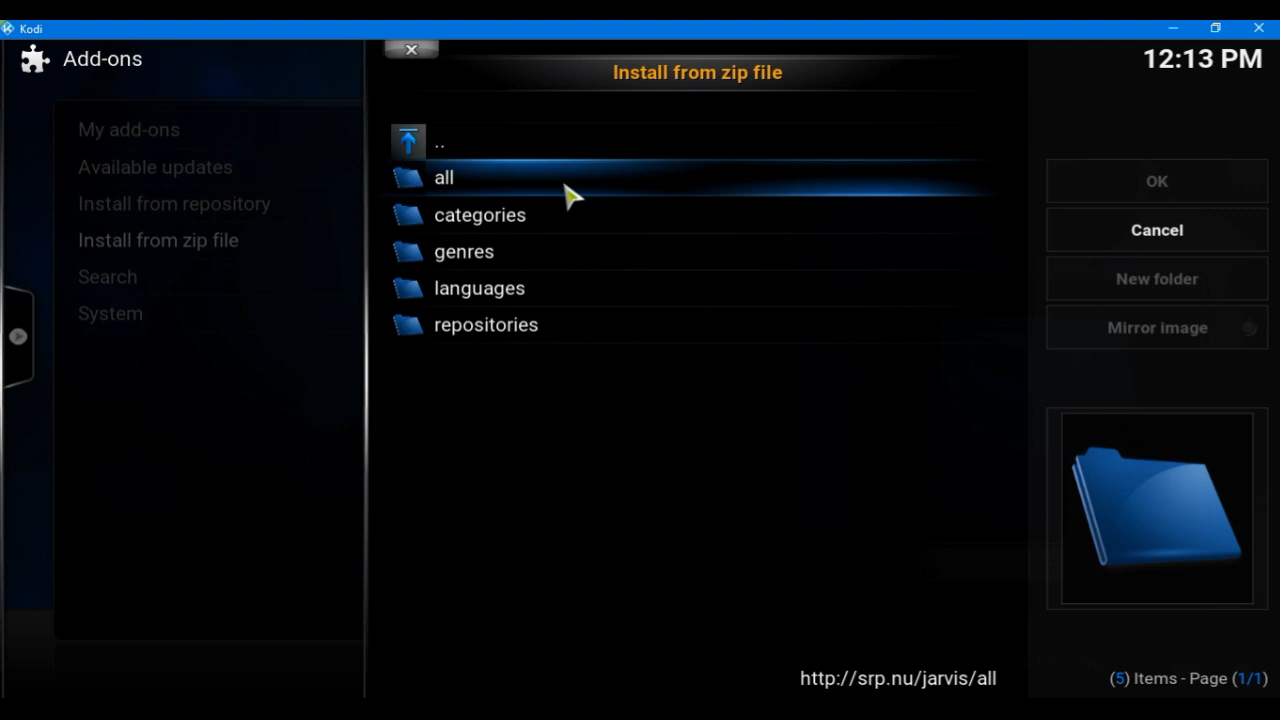 Kodi
Add-ons
Install from zip file
12:13 PM
My add-ons
Available updates
Install from repository
Install from zip file
Search
System
..
all
categories
genres
languages
repositories
OK
Cancel
New folder
Mirror image
http://srp.nu/jarvis/all
(5) Items - Page (1/1)